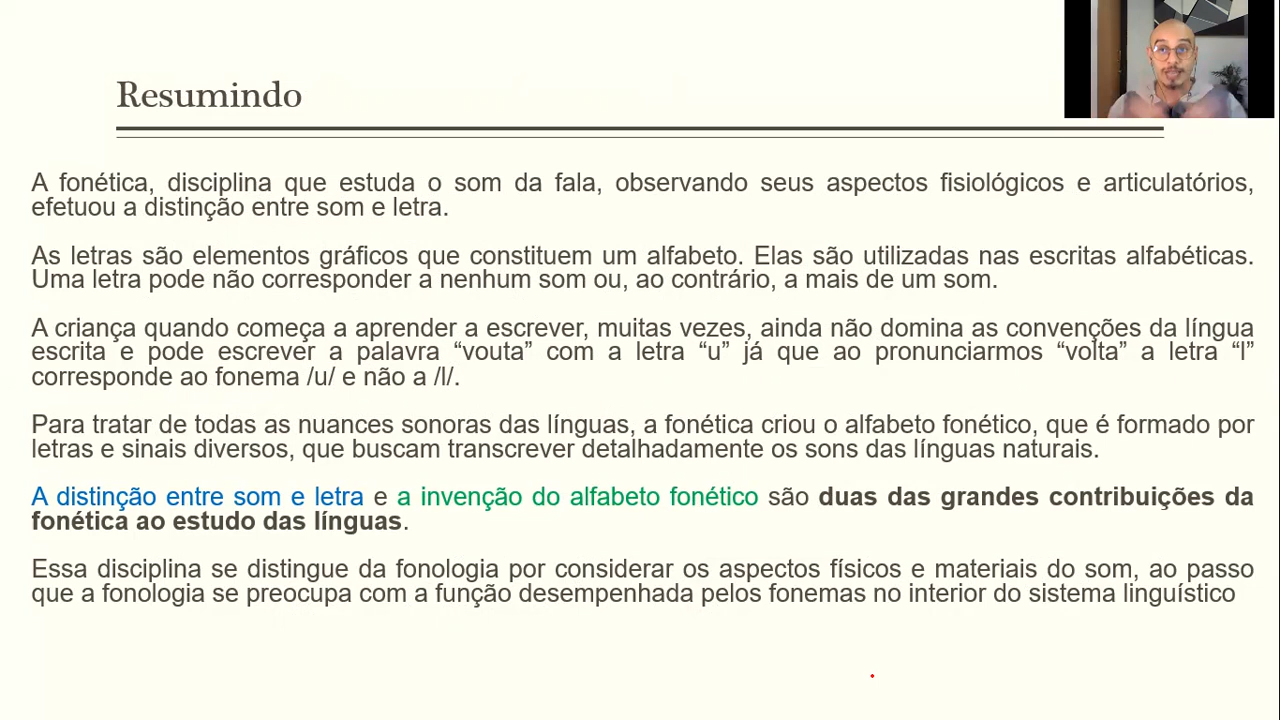 Resumindo
A fonética, disciplina que estuda o som da fala, observando seus aspectos fisiológicos e articulatórios,
efetuou a distinção entre som e letra.
As letras são elementos gráficos que constituem um alfabeto. Elas são utilizadas nas escritas alfabéticas.
Uma letra pode não corresponder a nenhum som ou, ao contrário, a mais de um som.
A criança quando começa a aprender a escrever, muitas vezes, ainda não domina as convenções da língua
escrita e pode escrever a palavra “vouta” com a letra “u” já que ao pronunciarmos “volta” a letra “l”
corresponde ao fonema /u/ e não a /l/.
Para tratar de todas as nuances sonoras das línguas, a fonética criou o alfabeto fonético, que é formado por
letras e sinais diversos, que buscam transcrever detalhadamente os sons das línguas naturais.
A distinção entre som e letra e a invenção do alfabeto fonético são duas das grandes contribuições da
fonética ao estudo das línguas.
Essa disciplina se distingue da fonologia por considerar os aspectos físicos e materiais do som, ao passo
que a fonologia se preocupa com a função desempenhada pelos fonemas no interior do sistema linguístico